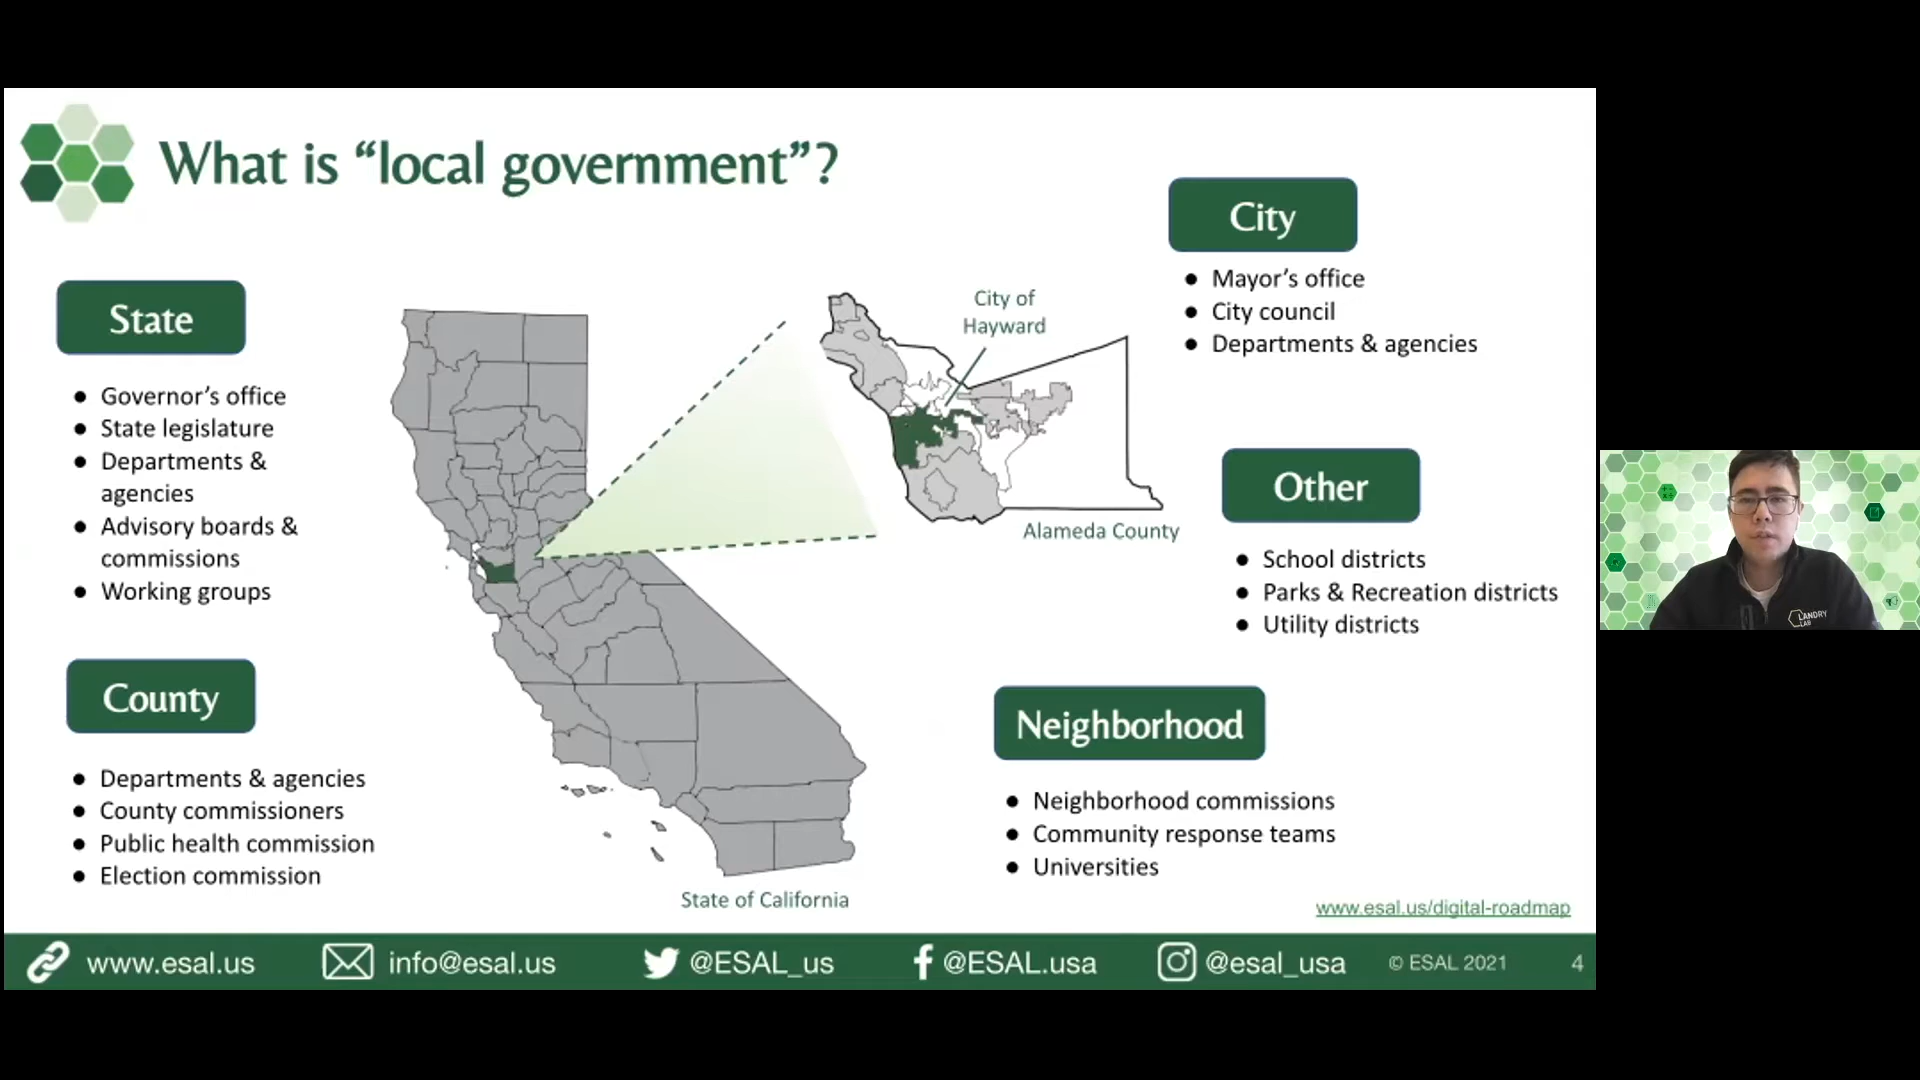 What is “local government”?
State
● Governor’s office
● State legislature
● Departments &
agencies
● Advisory boards &
commissions
● Working groups
County
● Departments & agencies
● County commissioners
● Public health commission
● Election commission
City of
Hayward
Alameda County
State of California
City
● Mayor’s office
● City council
● Departments & agencies
Other
● School districts
● Parks & Recreation districts
● Utility districts
Neighborhood
● Neighborhood commissions
● Community response teams
● Universities
www.esal.us/digital-roadmap
www.esal.us
info@esal.us
@ESAL_us
@ESAL.usa
@esal_usa
© ESAL 2021
4
LANDRY
LAB